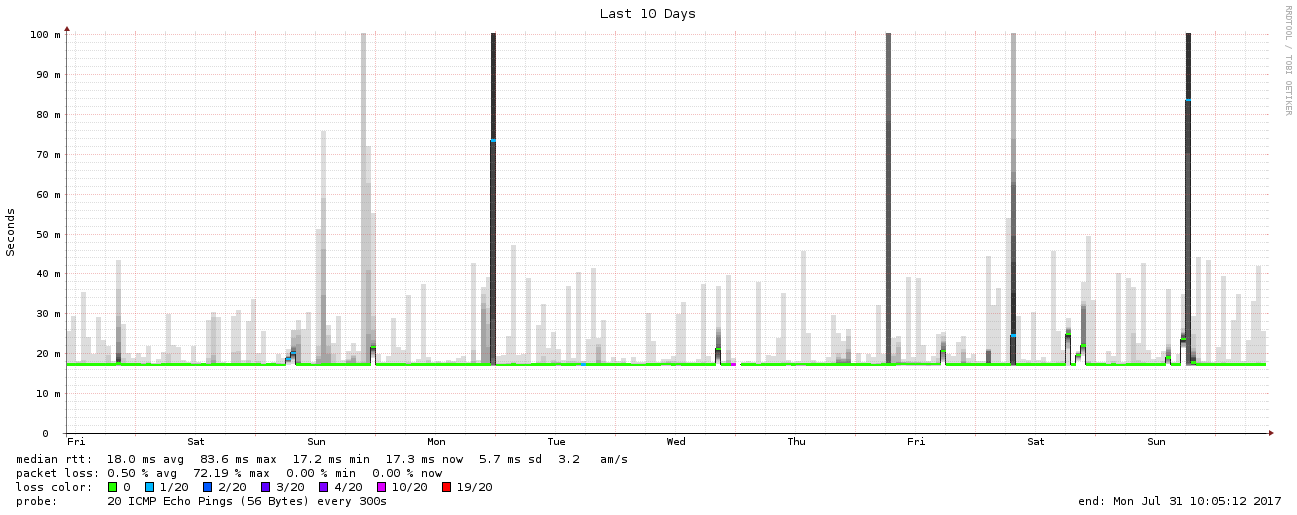 Last 10 Days
RRDTOOL / TOBI OETIKER
100 m
90 m
80 m
70 m
60 m
50 m
40 m
30 m
20 m
10 m
0
Seconds
Fri Sat Sun Mon Tue Wed Thu Fri Sat Sun
median rtt: 18.0 ms avg 83.6 ms max 17.2 ms min 17.3 ms now 5.7 ms sd 3.2 am/s
packet loss: 0.50 % avg 72.19 % max 0.00 % min 0.00 % now
loss color: 0 1/20 2/20 3/20 4/20 10/20 19/20
probe: 20 ICMP Echo Pings (56 Bytes) every 300s end: Mon Jul 31 10:05:12 2017